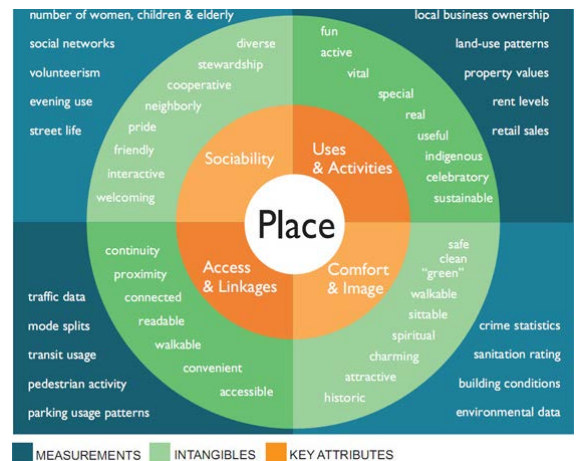 number of women, children & elderly
social networks
volunteerism
evening use
street life
diverse
stewardship
cooperative
neighborly
pride
friendly
interactive
welcoming
Sociability
fun
active
vital
special
real
useful
indigenous
celebratory
sustainable
Uses
& Activities
local business ownership
land-use patterns
property values
rent levels
retail sales
Place
continuity
proximity
connected
readable
walkable
convenient
accessible
Access
& Linkages
traffic data
mode splits
transit usage
pedestrian activity
parking usage patterns
Comfort
& Image
safe
clean
"green"
walkable
sittable
spiritual
charming
attractive
historic
crime statistics
sanitation rating
building conditions
environmental data
MEASUREMENTS
INTANGIBLES
KEY ATTRIBUTES